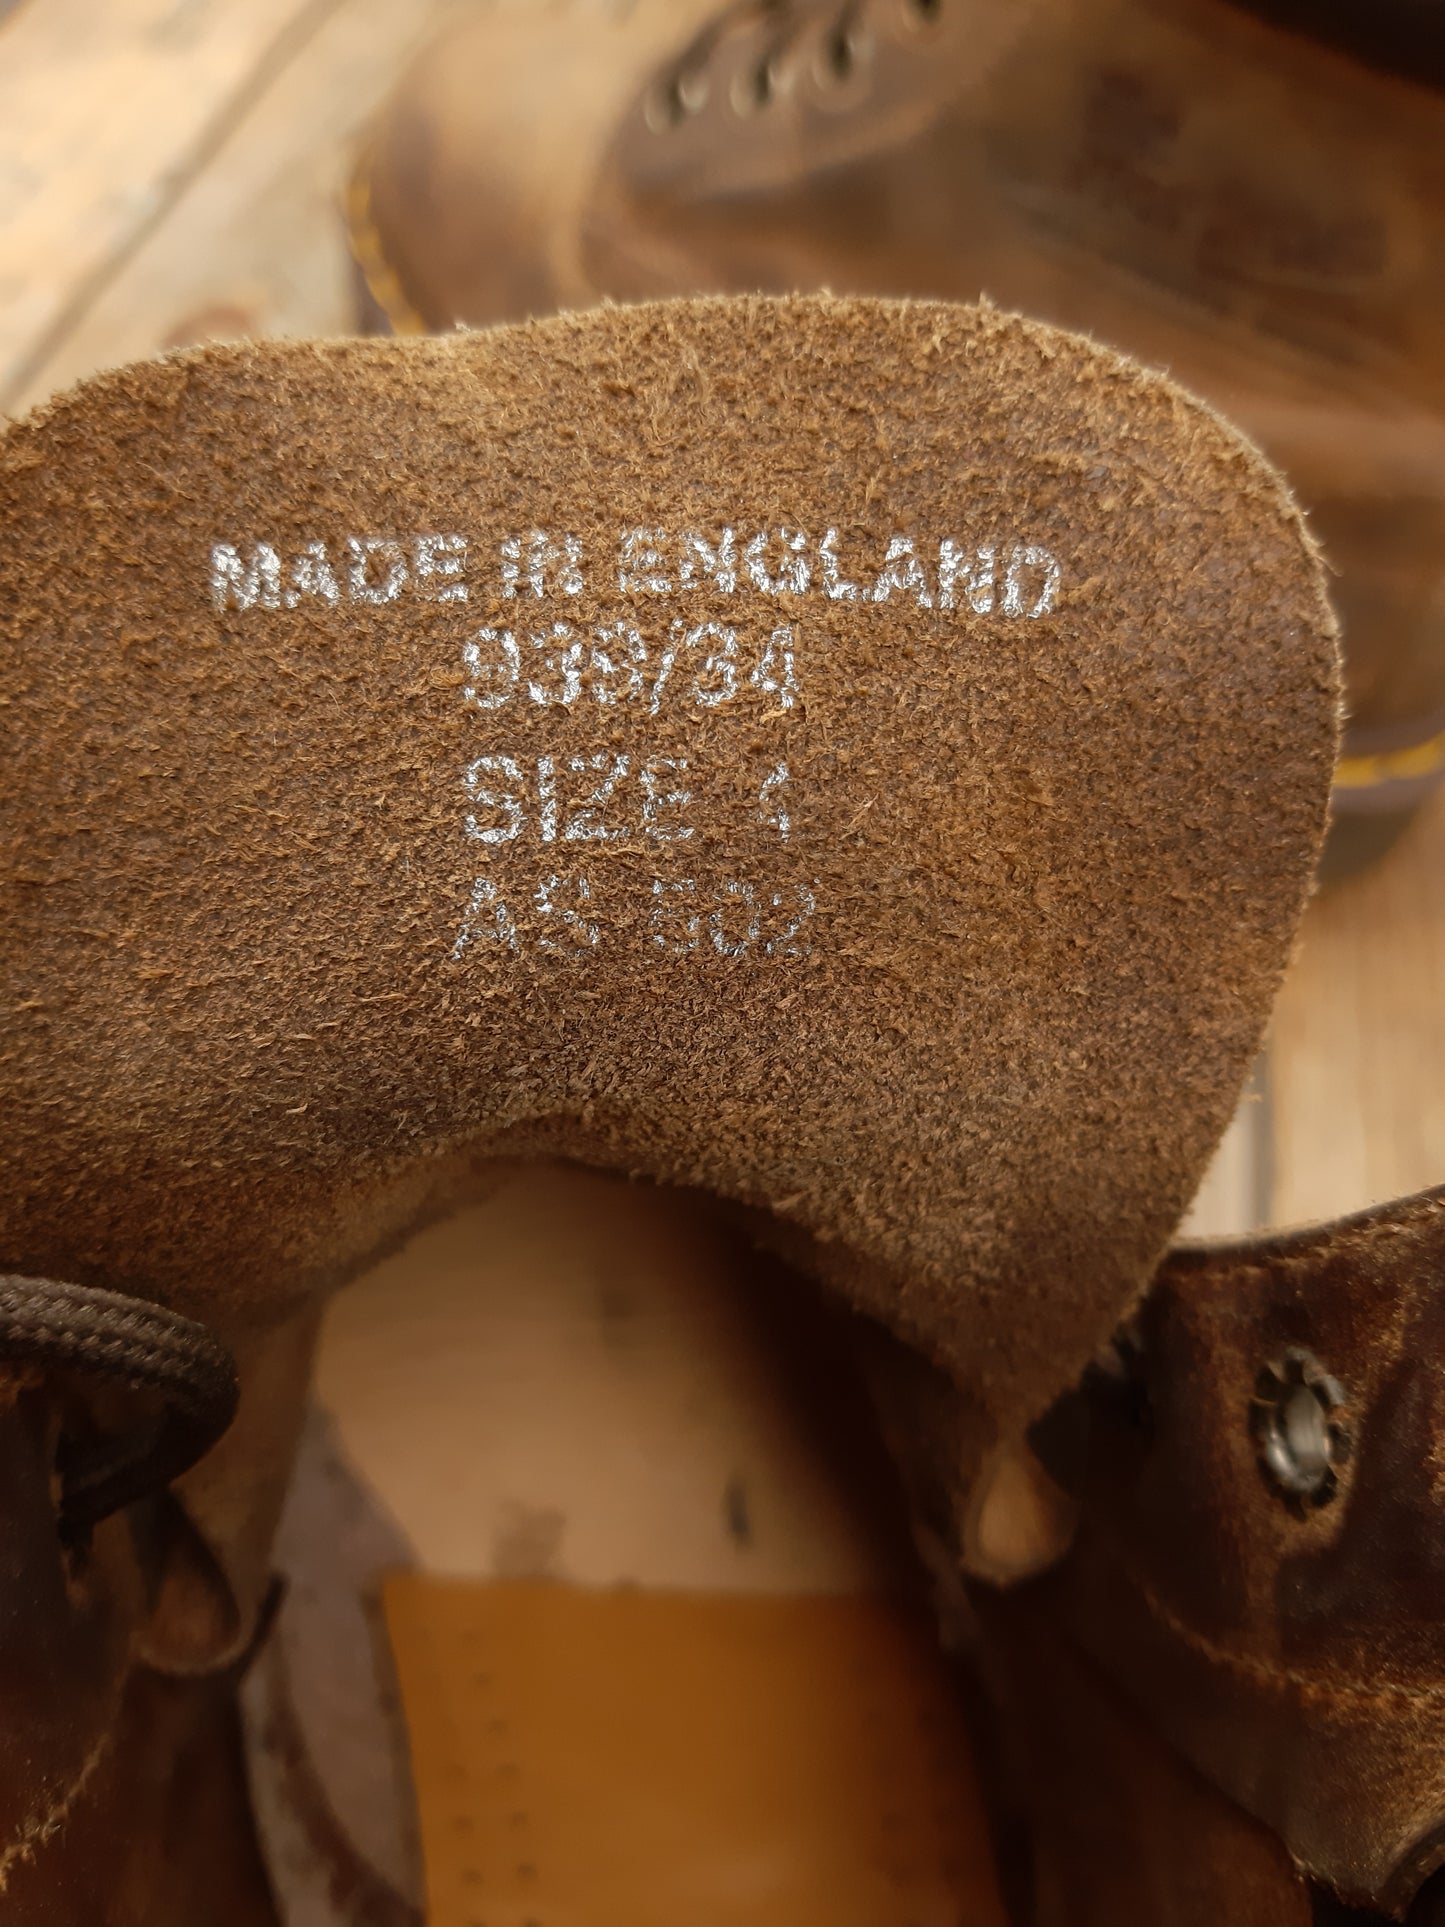 MADE IN ENGLAND
939/34
SIZE 4
AS 502